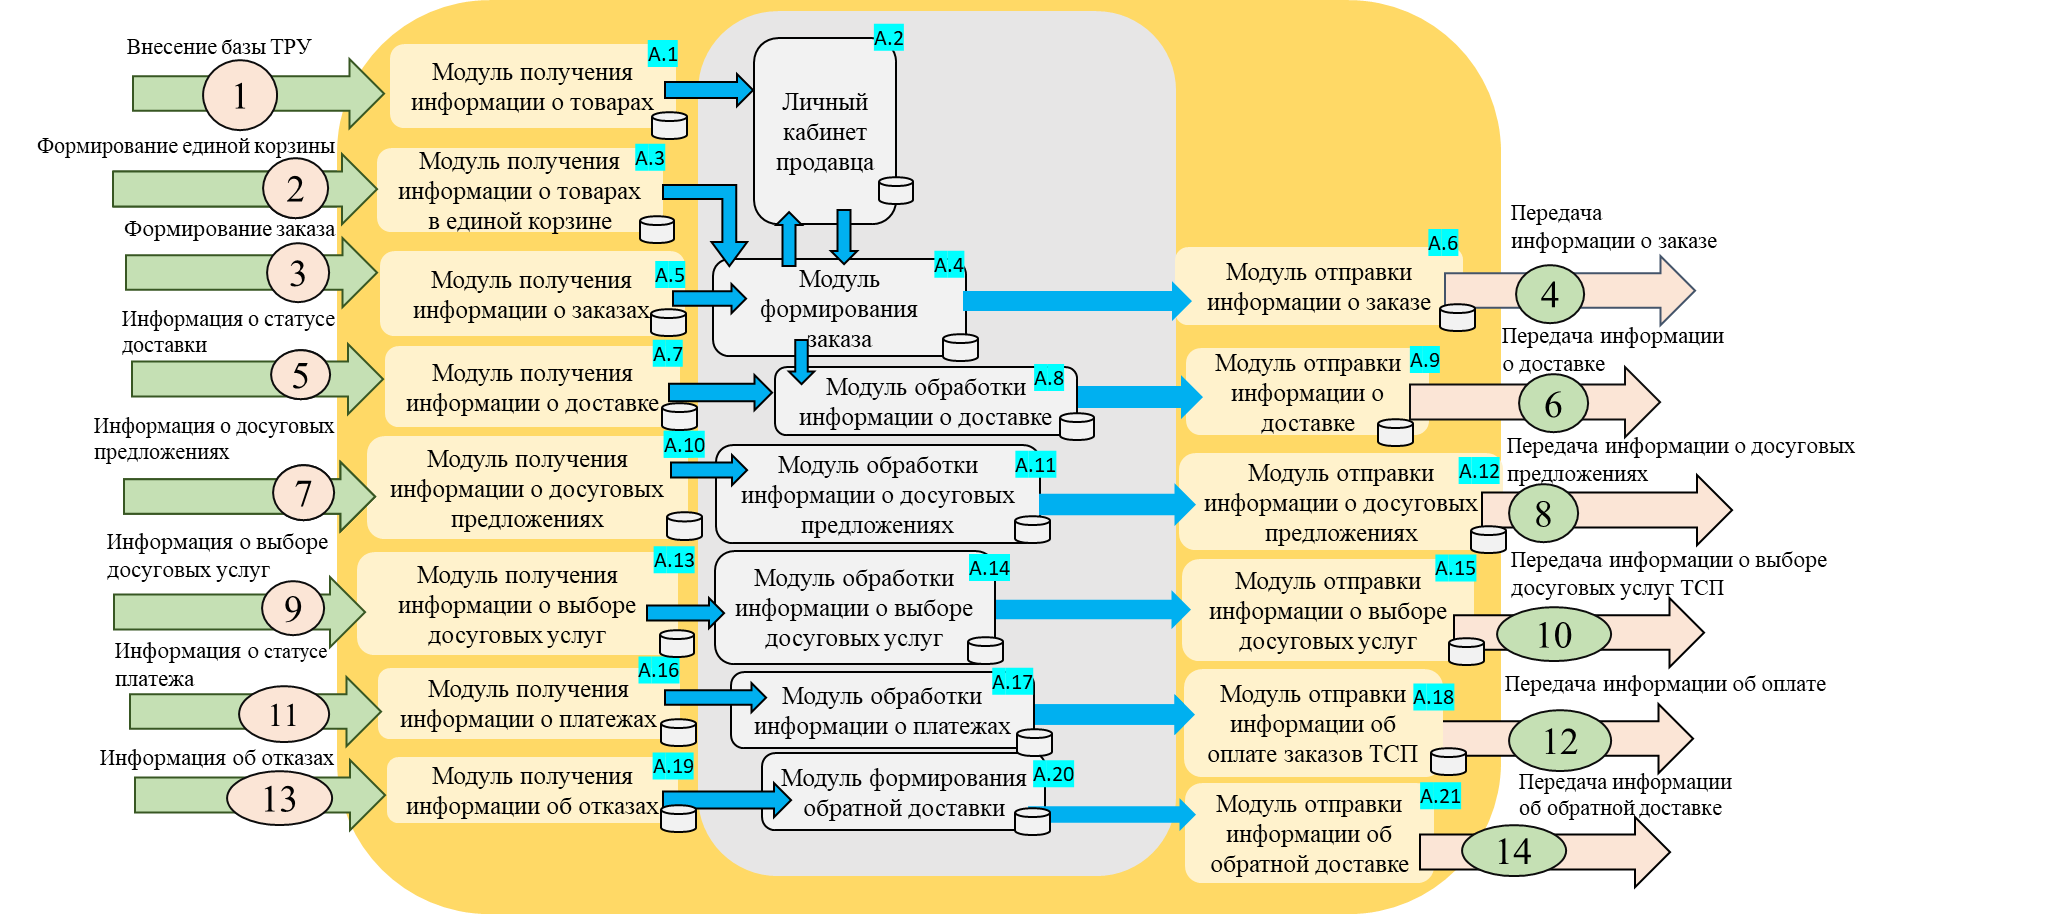 Внесение базы ТРУ
1
Модуль получения
информации о товарах
А.1
Личный
кабинет
продавца
А.2
Формирование единой корзины
2
Модуль получения
информации о товарах
в единой корзине
А.3
Формирование заказа
3
Модуль получения
информации о заказах
А.5
Модуль
формирования
заказа
А.4
Модуль отправки
информации о заказе
А.6
Передача
информации о заказе
4
Информация о статусе
доставки
5
Модуль получения
информации о доставке
А.7
Модуль обработки
информации о доставке
А.8
Модуль отправки
информации о
доставке
А.9
Передача информации
о доставке
6
Информация о досуговых
предложениях
7
Модуль получения
информации о досуговых
предложениях
А.10
Модуль обработки
информации о досуговых
предложениях
А.11
Модуль отправки
информации о досуговых
предложениях
А.12
Передача информации о досуговых
предложениях
8
Информация о выборе
досуговых услуг
9
Модуль получения
информации о выборе
досуговых услуг
А.13
Модуль обработки
информации о выборе
досуговых услуг
А.14
Модуль отправки
информации о выборе
досуговых услуг
А.15
Передача информации о выборе
досуговых услуг ТСП
10
Информация о статусе
платежа
11
Модуль получения
информации о платежах
А.16
Модуль обработки
информации о платежах
А.17
Модуль отправки
информации об
оплате заказов ТСП
А.18
Передача информации об оплате
12
Информация об отказах
13
Модуль получения
информации об отказах
А.19
Модуль формирования
обратной доставки
А.20
Модуль отправки
информации об
обратной доставке
А.21
Передача информации
об обратной доставке
14